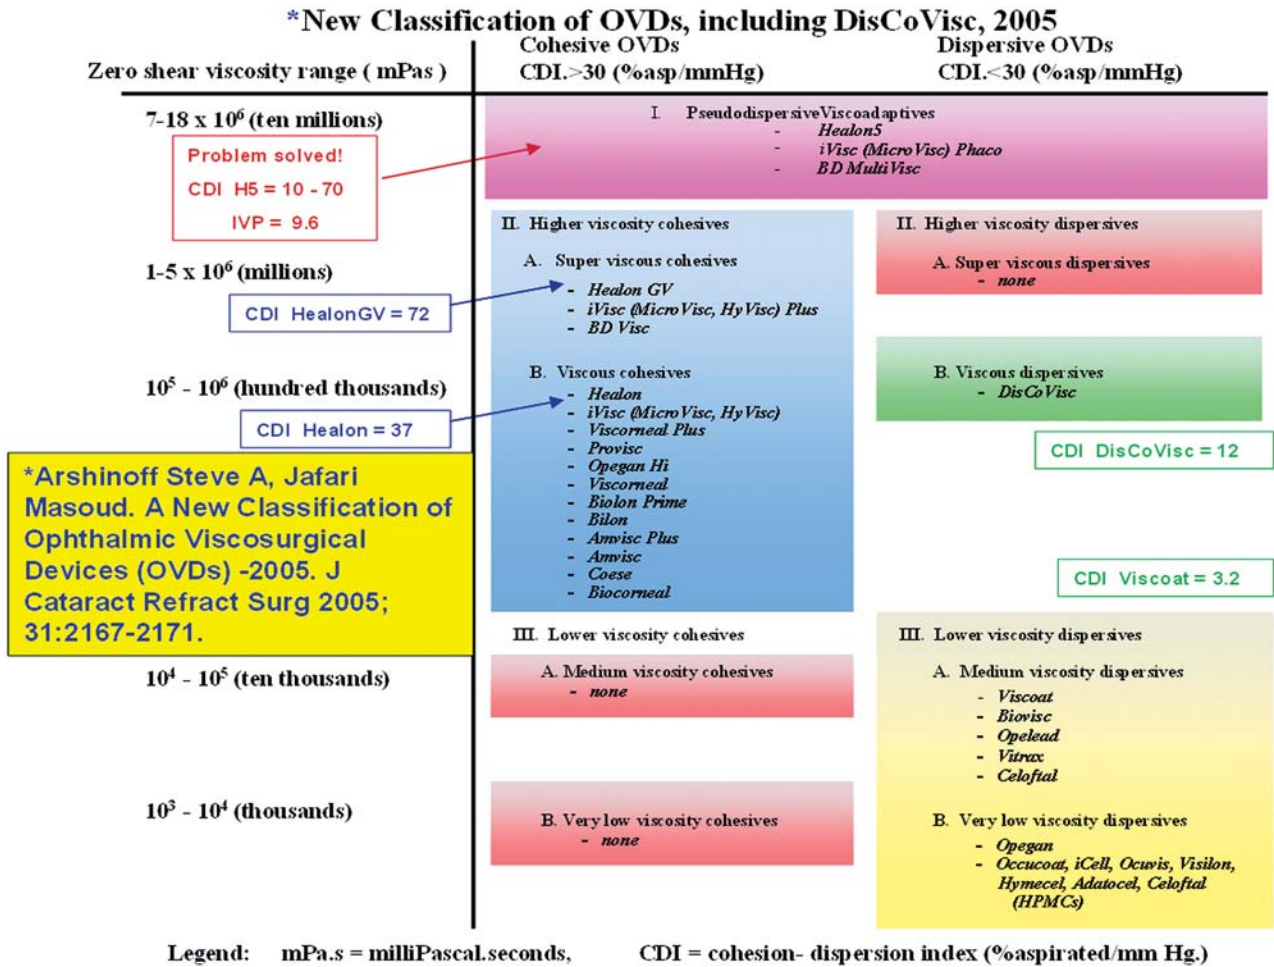 *New Classification of OVDs, including DisCoVisc, 2005
Zero shear viscosity range ( mPas )
Cohesive OVDs
CDI.>30 (%asp/mmHg)
Dispersive OVDs
CDI.<30 (%asp/mmHg)
7-18 x 10⁶ (ten millions)
Problem solved!
CDI H5 = 10 - 70
IVP = 9.6
I. PseudodispersiveViscoadaptives
- Healon5
- iVisc (MicroVisc) Phaco
- BD MultiVisc
1-5 x 10⁶ (millions)
CDI HealonGV = 72
II. Higher viscosity cohesives
A. Super viscous cohesives
- Healon GV
- iVisc (MicroVisc, HyVisc) Plus
- BD Visc
II. Higher viscosity dispersives
A. Super viscous dispersives
- none
10⁵ - 10⁶ (hundred thousands)
CDI Healon = 37
B. Viscous cohesives
- Healon
- iVisc (MicroVisc, HyVisc)
- Viscorneal Plus
- Provisc
- Opegan Hi
- Viscorneal
- Biolon Prime
- Bilon
- Amvisc Plus
- Amvisc
- Coese
- Biocorneal
B. Viscous dispersives
- DisCoVisc
CDI DisCoVisc = 12
CDI Viscoat = 3.2
*Arshinoff Steve A, Jafari
Masoud. A New Classification of
Ophthalmic Viscosurgical
Devices (OVDs) -2005. J
Cataract Refract Surg 2005;
31:2167-2171.
III. Lower viscosity cohesives
III. Lower viscosity dispersives
10⁴ - 10⁵ (ten thousands)
A. Medium viscosity cohesives
- none
A. Medium viscosity dispersives
- Viscoat
- Biovisc
- Opelead
- Vitrax
- Celoftal
10³ - 10⁴ (thousands)
B. Very low viscosity cohesives
- none
B. Very low viscosity dispersives
- Opegan
- Occucoat, iCell, Ocuvis, Visilon,
Hymecel, Adatocel, Celoftal
(HPMCs)
Legend: mPa.s = milliPascal.seconds, CDI = cohesion- dispersion index (%aspirated/mm Hg.)